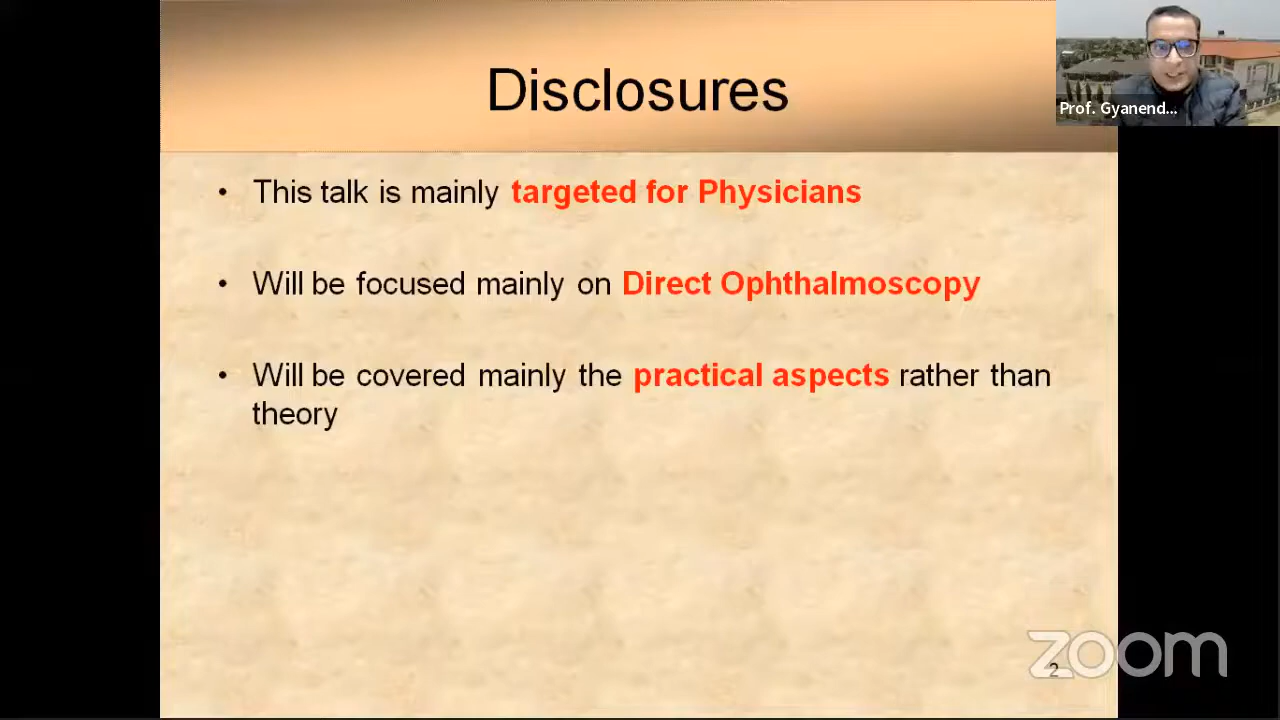 Disclosures
Prof. Gyanend...
• This talk is mainly targeted for Physicians
• Will be focused mainly on Direct Ophthalmoscopy
• Will be covered mainly the practical aspects rather than
theory
zoom
2